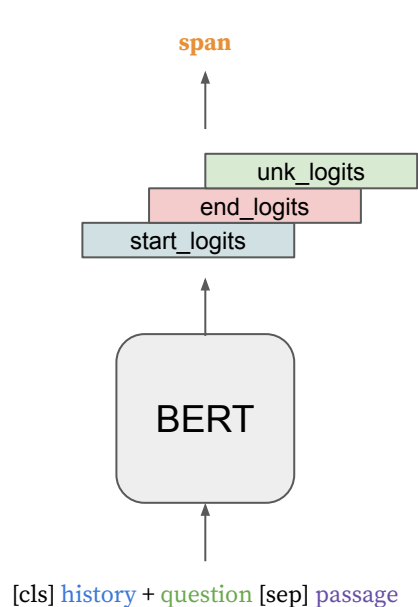 span
unk_logits
end_logits
start_logits
BERT
[cls] history + question [sep] passage